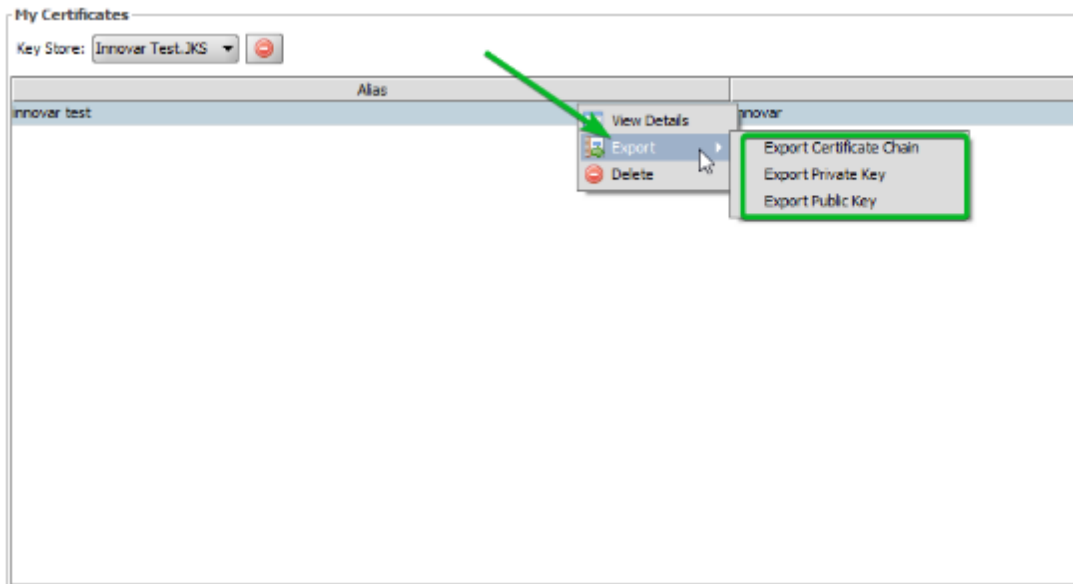 My Certificates
Key Store: Innovar Test.JKS
Alias
innovar test
nnovar
View Details
Export
Delete
Export Certificate Chain
Export Private Key
Export Public Key